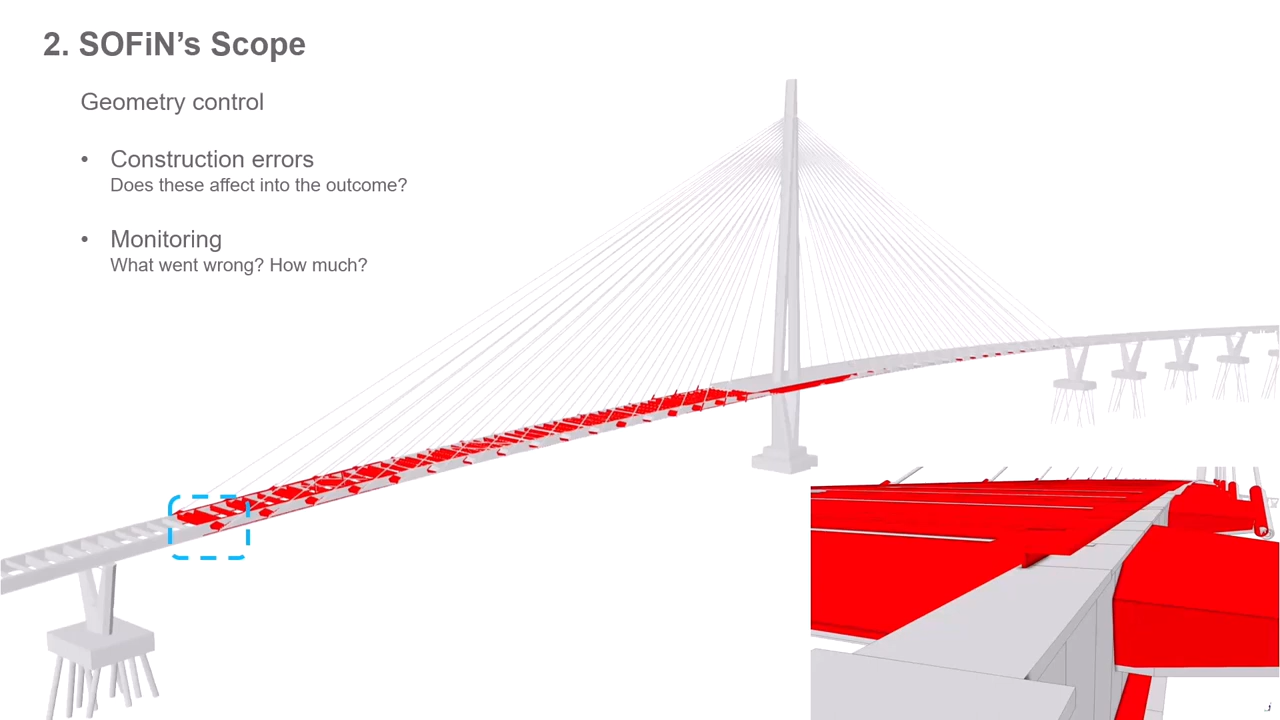 2. SOFiN’s Scope
Geometry control
• Construction errors
Does these affect into the outcome?
• Monitoring
What went wrong? How much?